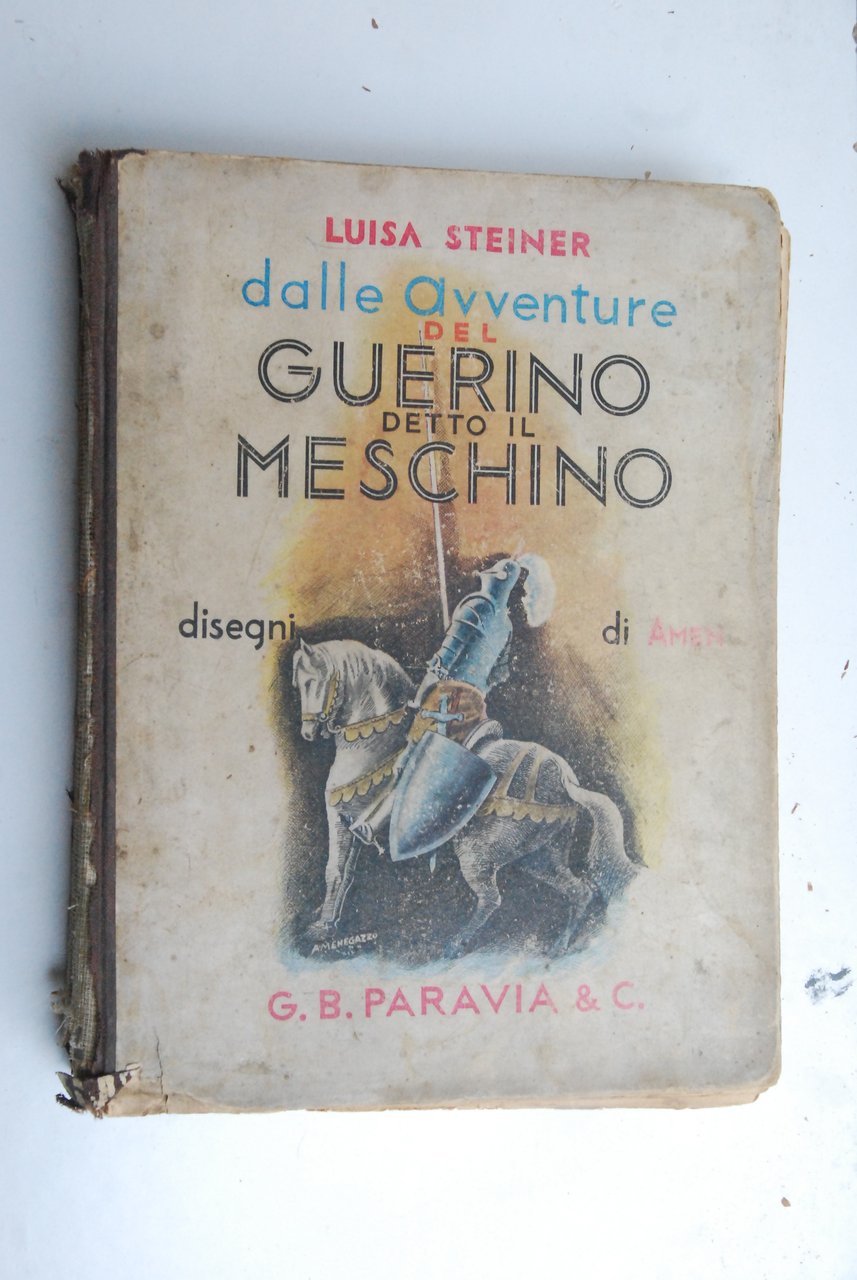 LUISA STEINER
dalle avventure
DEL
GUERINO
DETTO IL
MESCHINO
disegni di AMEN
A. MENEGAZZO
G. B. PARAVIA & C.